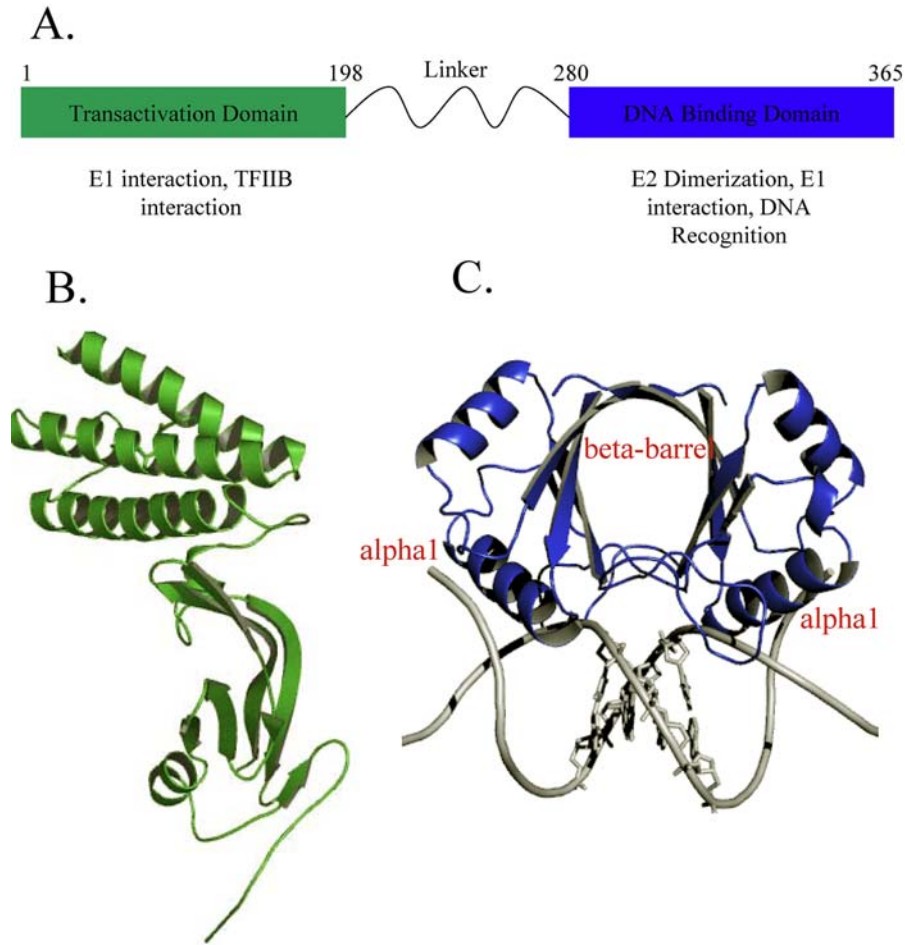 A.
1 198 Linker 280 365
Transactivation Domain DNA Binding Domain
E1 interaction, TFIIB
interaction
E2 Dimerization, E1
interaction, DNA
Recognition
B.
C.
beta-barrel
alpha1
alpha1